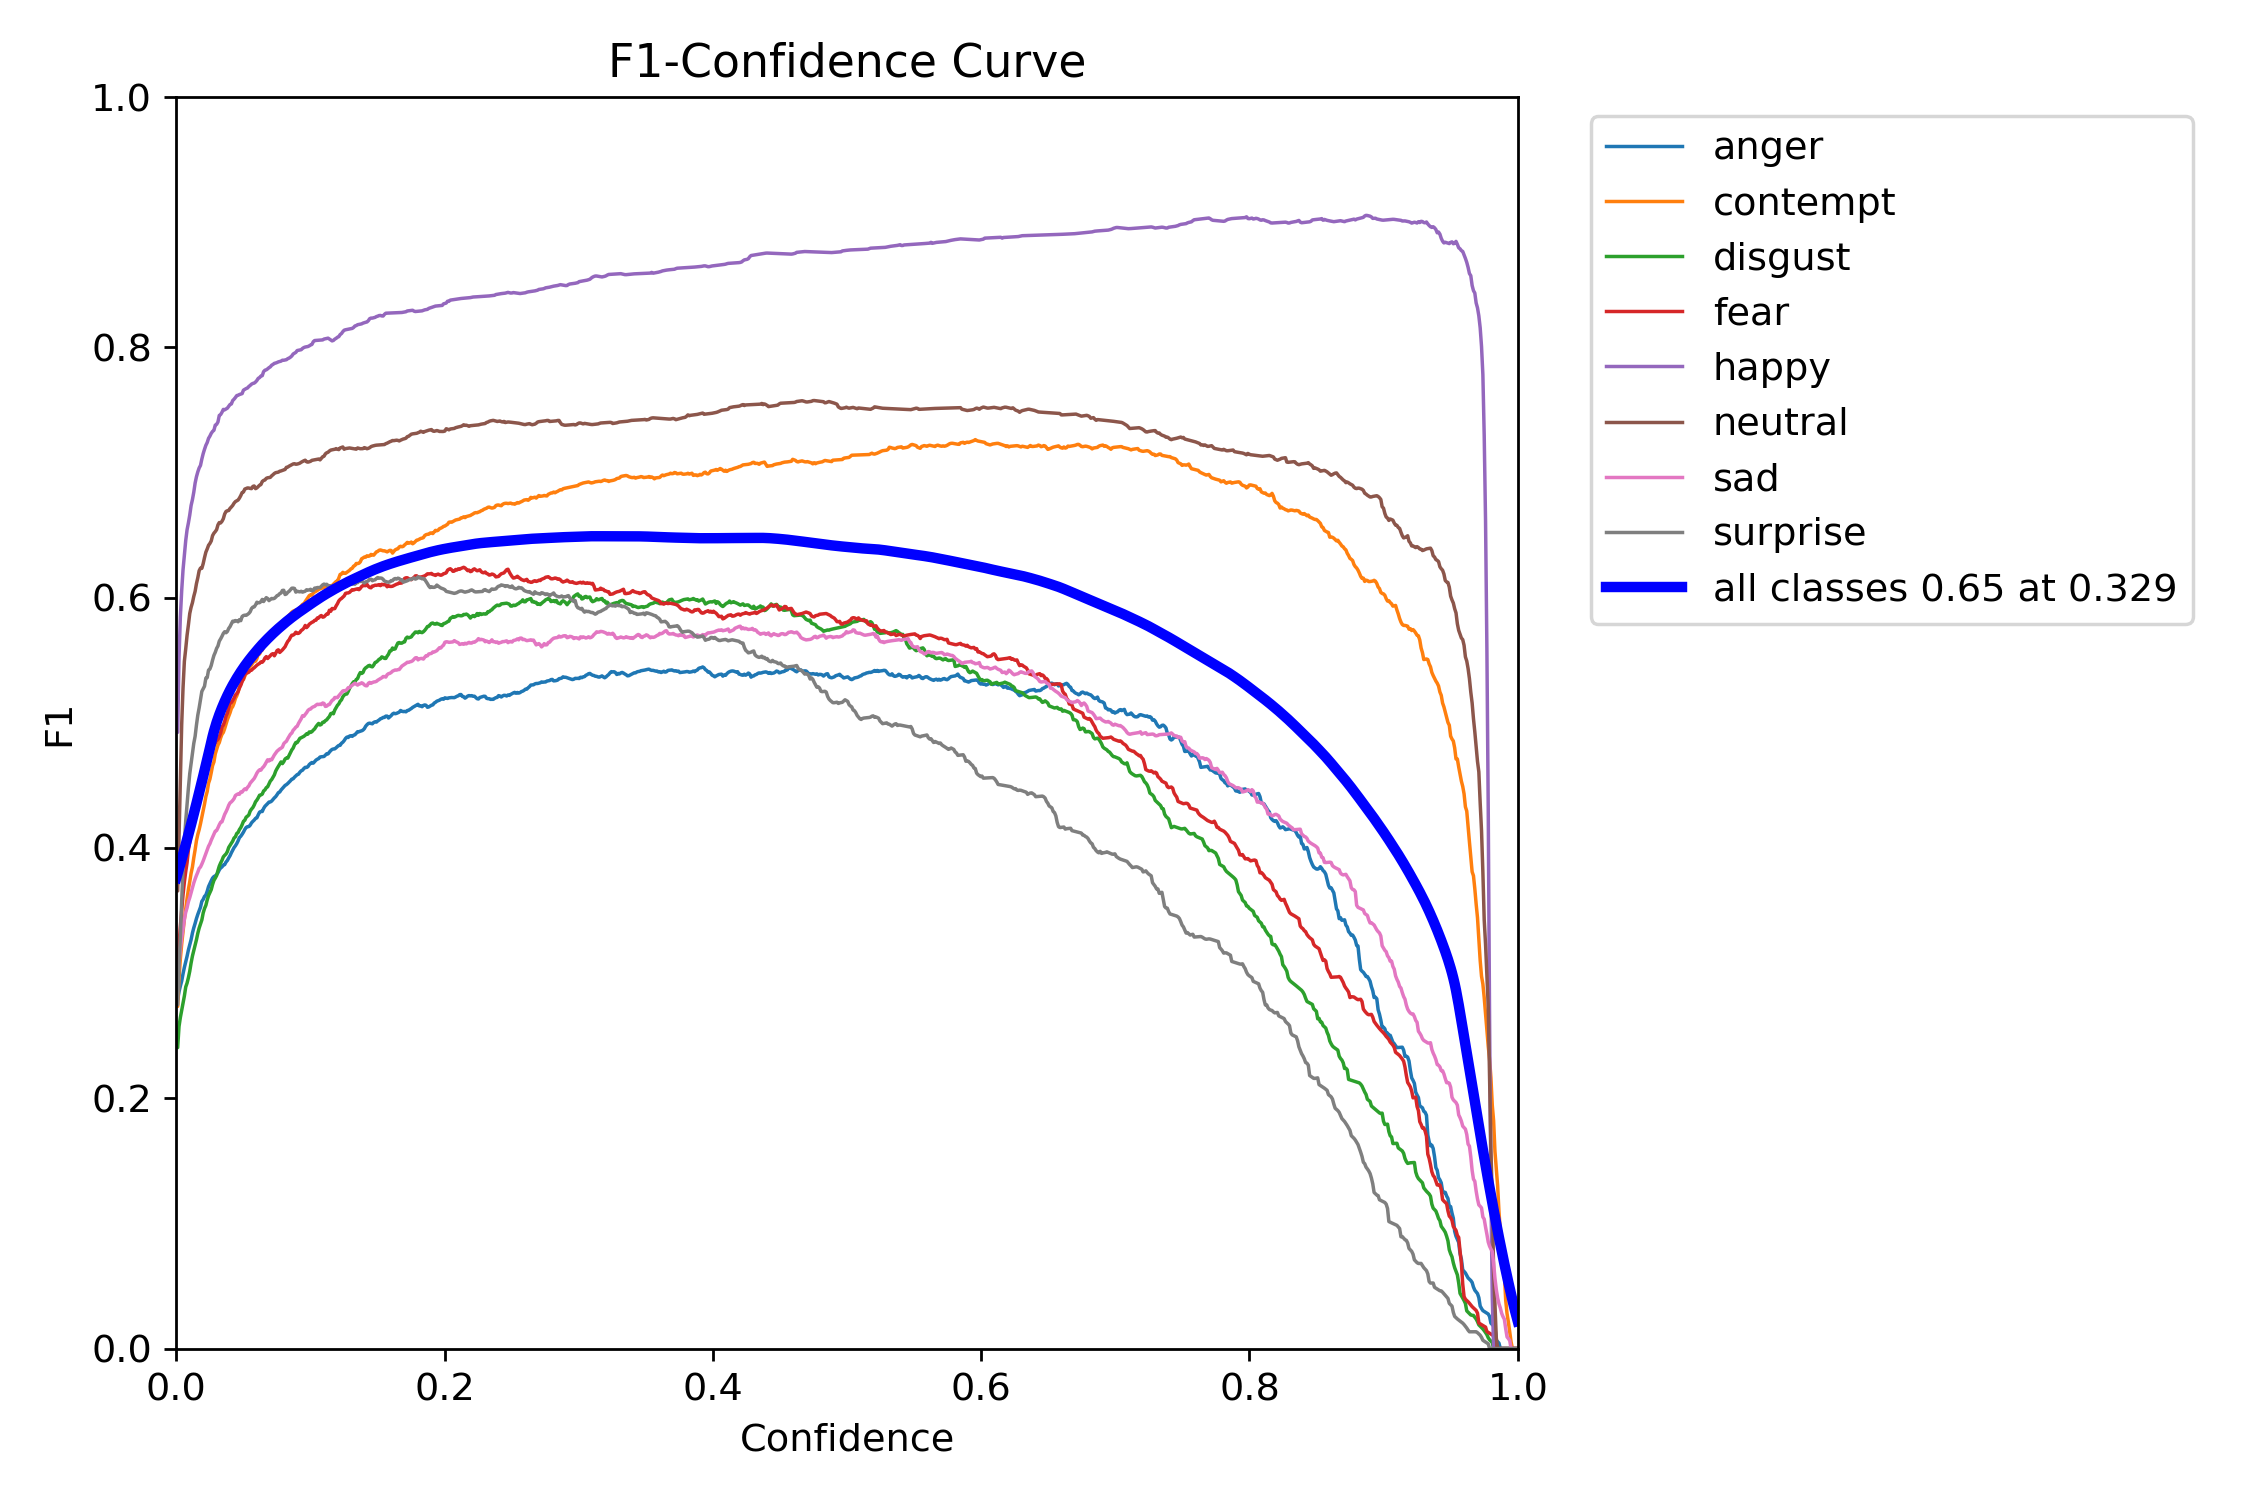 F1-Confidence Curve
1.0
0.8
0.6
0.4
0.2
0.0
F1
0.0 0.2 0.4 0.6 0.8 1.0
Confidence
anger
contempt
disgust
fear
happy
neutral
sad
surprise
all classes 0.65 at 0.329